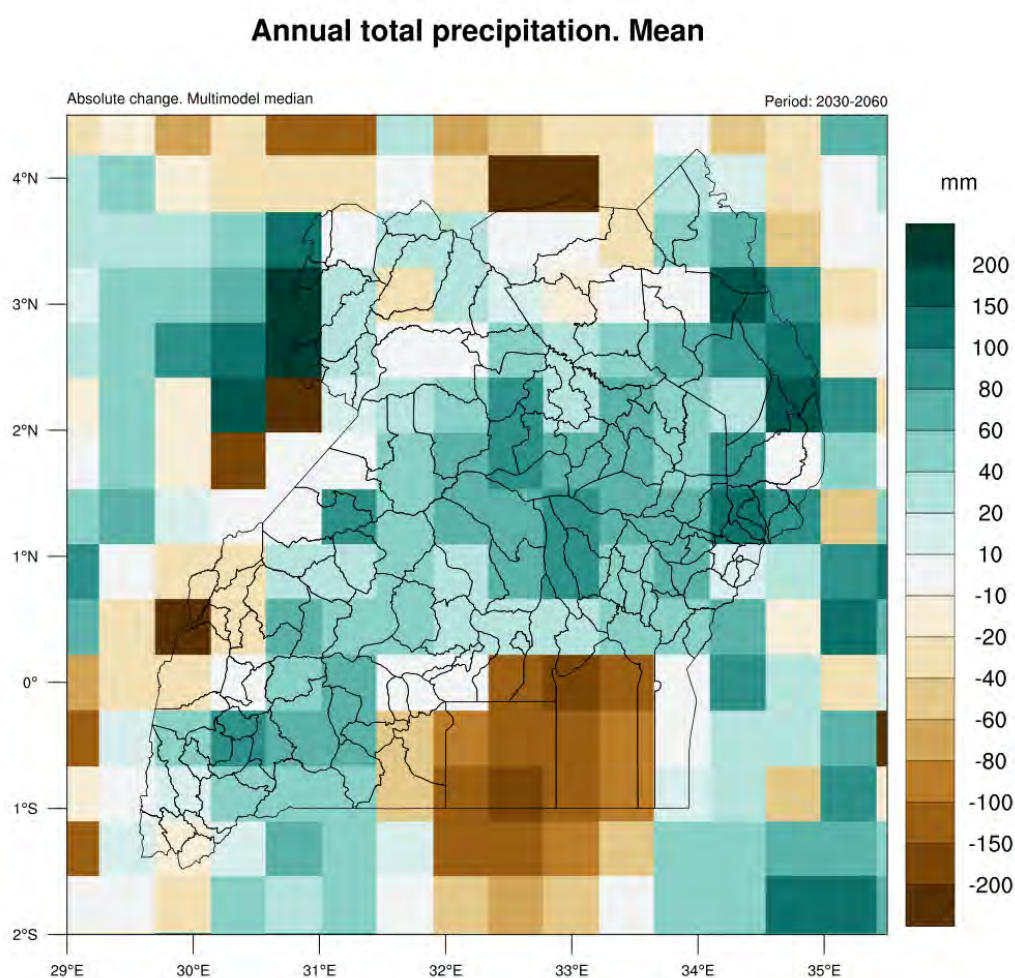 Annual total precipitation. Mean
Absolute change. Multimodel median
Period: 2030-2060
mm
4°N
3°N
2°N
1°N
0°
1°S
2°S
29°E
30°E
31°E
32°E
33°E
34°E
35°E
200
150
100
80
60
40
20
10
-10
-20
-40
-60
-80
-100
-150
-200